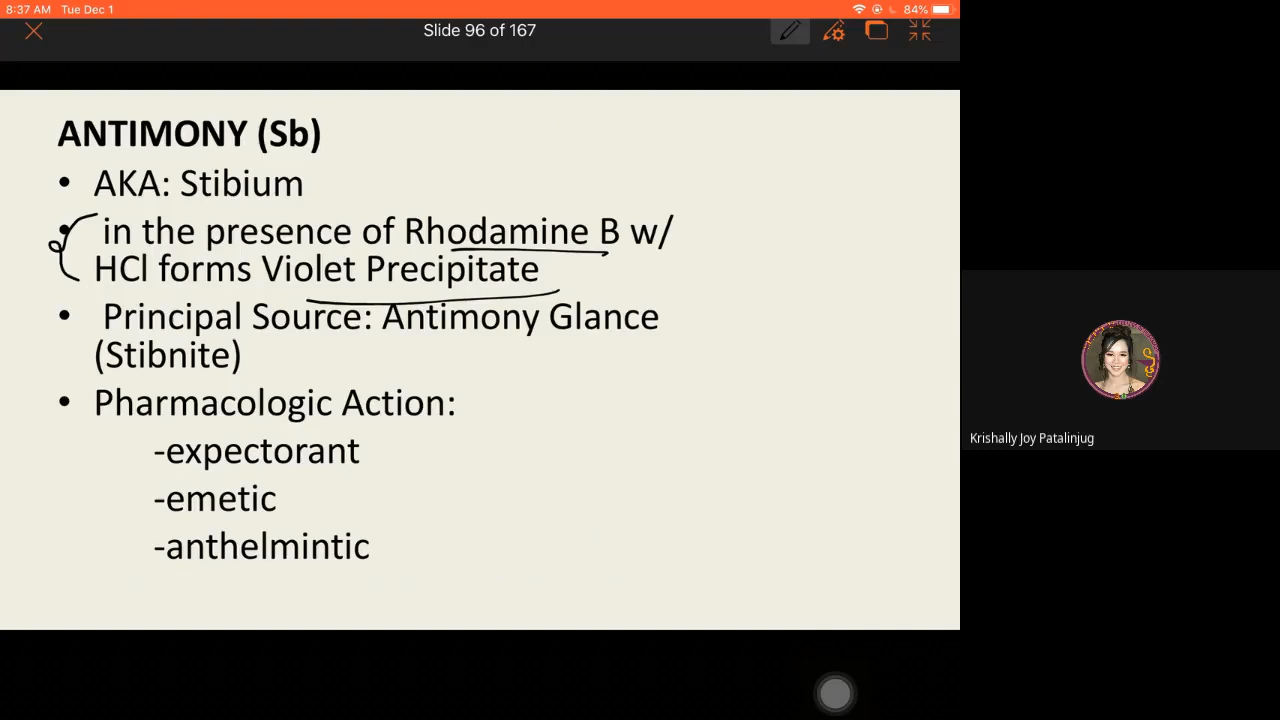 8:37 AM Tue Dec 1
84%
Slide 96 of 167
ANTIMONY (Sb)
• AKA: Stibium
• in the presence of Rhodamine B w/
HCl forms Violet Precipitate
• Principal Source: Antimony Glance
(Stibnite)
• Pharmacologic Action:
-expectorant
-emetic
-anthelmintic
Krishally Joy Patalinjug